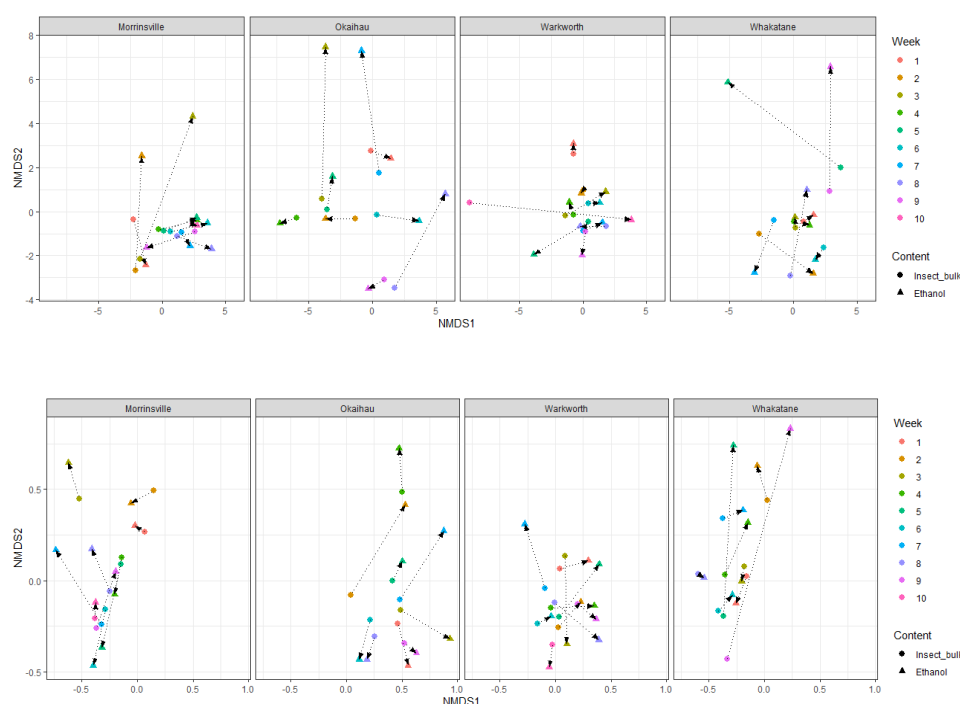 Morrinsville Okaihau Warkworth Whakatane
8
6
4
2
0
-2
-4
NMDS2
-5 0 5 -5 0 5 -5 0 5 -5 0 5
NMDS1
Week
1
2
3
4
5
6
7
8
9
10
Content
Insect_bulk
Ethanol
Morrinsville Okaihau Warkworth Whakatane
0.5
0.0
-0.5
NMDS2
-0.5 0.0 0.5 1.0 -0.5 0.0 0.5 1.0 -0.5 0.0 0.5 1.0 -0.5 0.0 0.5 1.0
NMDS1
Week
1
2
3
4
5
6
7
8
9
10
Content
Insect_bulk
Ethanol